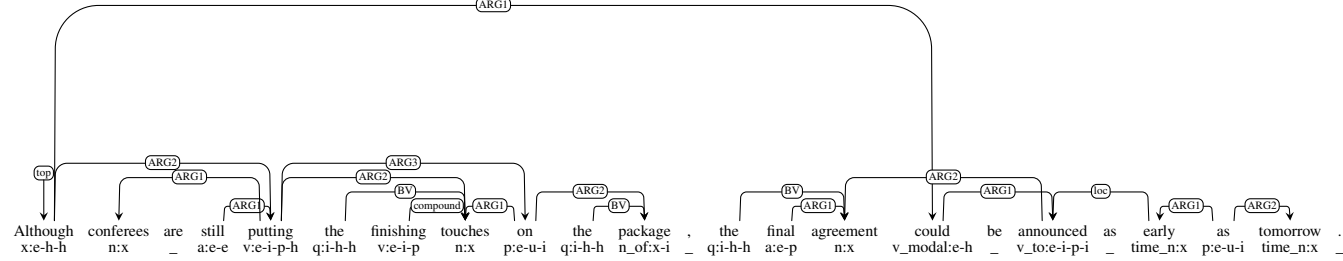 ARG1
ARG2 ARG3
top ARG1 ARG2 ARG2
BV ARG2 BV ARG1 loc
ARG1 compound ARG1 BV ARG1 ARG1 ARG2
Although conferees are still putting the finishing touches on the package , the final agreement could be announced as early as tomorrow .
x:e-h-h n:x _ a:e-e v:e-i-p-h q:i-h-h v:e-i-p n:x p:e-u-i q:i-h-h n_of:x-i _ q:i-h-h a:e-p n:x v_modal:e-h _ v_to:e-i-p-i _ time_n:x p:e-u-i time_n:x _